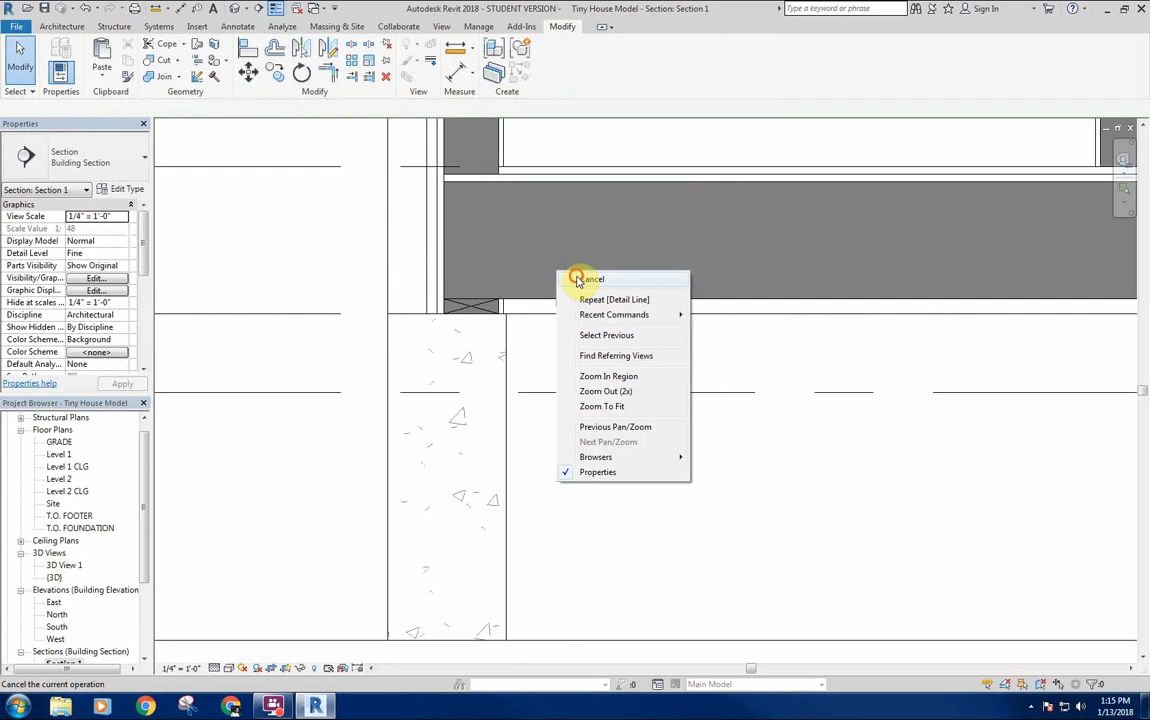 Autodesk Revit 2018 - STUDENT VERSION - Tiny House Model - Section: Section 1
Type a keyword or phrase
Sign In
File Architecture Structure Systems Insert Annotate Analyze Massing & Site Collaborate View Manage Add-Ins Modify
Modify
Paste
Cope
Cut
Join
Select Properties Clipboard Geometry Modify View Measure Create
Properties
Section
Building Section
Section: Section 1 Edit Type
Graphics
View Scale 1/4" = 1'-0"
Scale Value 1: 48
Display Model Normal
Detail Level Fine
Parts Visibility Show Original
Visibility/Grap... Edit...
Graphic Displ... Edit...
Hide at scales ... 1/4" = 1'-0"
Discipline Architectural
Show Hidden ... By Discipline
Color Scheme... Background
Color Scheme <none>
Default Analy... None
Properties help Apply
Project Browser - Tiny House Model
Structural Plans
Floor Plans
GRADE
Level 1
Level 1 CLG
Level 2
Level 2 CLG
Site
T.O. FOOTER
T.O. FOUNDATION
Ceiling Plans
3D Views
3D View 1
{3D}
Elevations (Building Elevation
East
North
South
West
Sections (Building Section)
Section 1
Cancel
Repeat [Detail Line]
Recent Commands
Select Previous
Find Referring Views
Zoom In Region
Zoom Out (2x)
Zoom To Fit
Previous Pan/Zoom
Next Pan/Zoom
Browsers
Properties
1/4" = 1'-0"
Cancel the current operation
:0
Main Model
:0
1:15 PM
1/13/2018